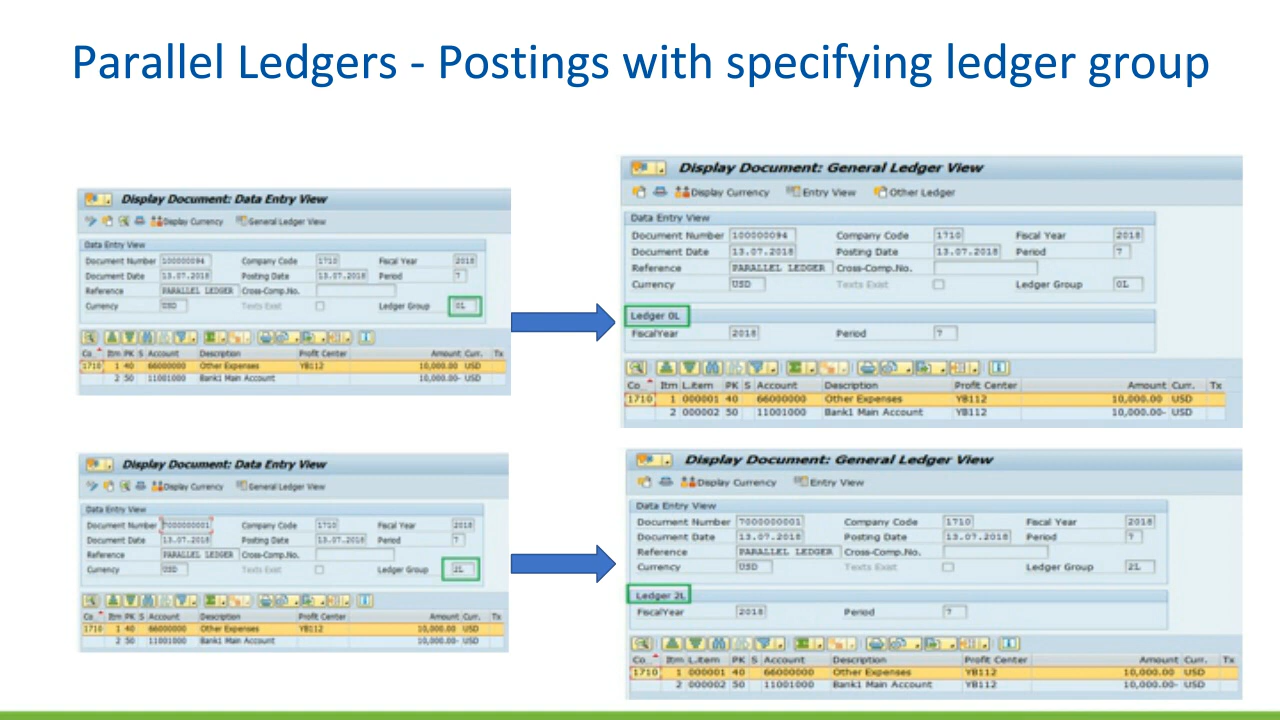 Parallel Ledgers - Postings with specifying ledger group
Display Document: Data Entry View
Display Currency General Ledger View
Data Entry View
Document Number 100000094 Company Code 1710 Fiscal Year 2018
Document Date 13.07.2018 Posting Date 13.07.2018 Period 7
Reference PARALLEL LEDGER Cross-Comp.No.
Currency USD Texts Exist Ledger Group 0L
Co.. Itm PK S Account Description Profit Center Amount Curr. Tx
1710 1 40 66000000 Other Expenses YB112 10,000.00 USD
2 50 11001000 Bank1 Main Account 10,000.00- USD
Display Document: General Ledger View
Display Currency Entry View Other Ledger
Data Entry View
Document Number 100000094 Company Code 1710 Fiscal Year 2018
Document Date 13.07.2018 Posting Date 13.07.2018 Period 7
Reference PARALLEL LEDGER Cross-Comp.No.
Currency USD Texts Exist Ledger Group 0L
Ledger 0L
FiscalYear 2018 Period 7
Co.. Itm L.item PK S Account Description Profit Center Amount Curr. Tx
1710 1 000001 40 66000000 Other Expenses YB112 10,000.00 USD
2 000002 50 11001000 Bank1 Main Account YB112 10,000.00- USD
Display Document: Data Entry View
Display Currency General Ledger View
Data Entry View
Document Number 7000000001 Company Code 1710 Fiscal Year 2018
Document Date 13.07.2018 Posting Date 13.07.2018 Period 7
Reference PARALLEL LEDGER Cross-Comp.No.
Currency USD Texts Exist Ledger Group 2L
Co.. Itm PK S Account Description Profit Center Amount Curr. Tx
1710 1 40 66000000 Other Expenses YB112 10,000.00 USD
2 50 11001000 Bank1 Main Account 10,000.00- USD
Display Document: General Ledger View
Display Currency Entry View
Data Entry View
Document Number 7000000001 Company Code 1710 Fiscal Year 2018
Document Date 13.07.2018 Posting Date 13.07.2018 Period 7
Reference PARALLEL LEDGER Cross-Comp.No.
Currency USD Texts Exist Ledger Group 2L
Ledger 2L
FiscalYear 2018 Period 7
Co.. Itm L.item PK S Account Description Profit Center Amount Curr. Tx
1710 1 000001 40 66000000 Other Expenses YB112 10,000.00 USD
2 000002 50 11001000 Bank1 Main Account YB112 10,000.00- USD